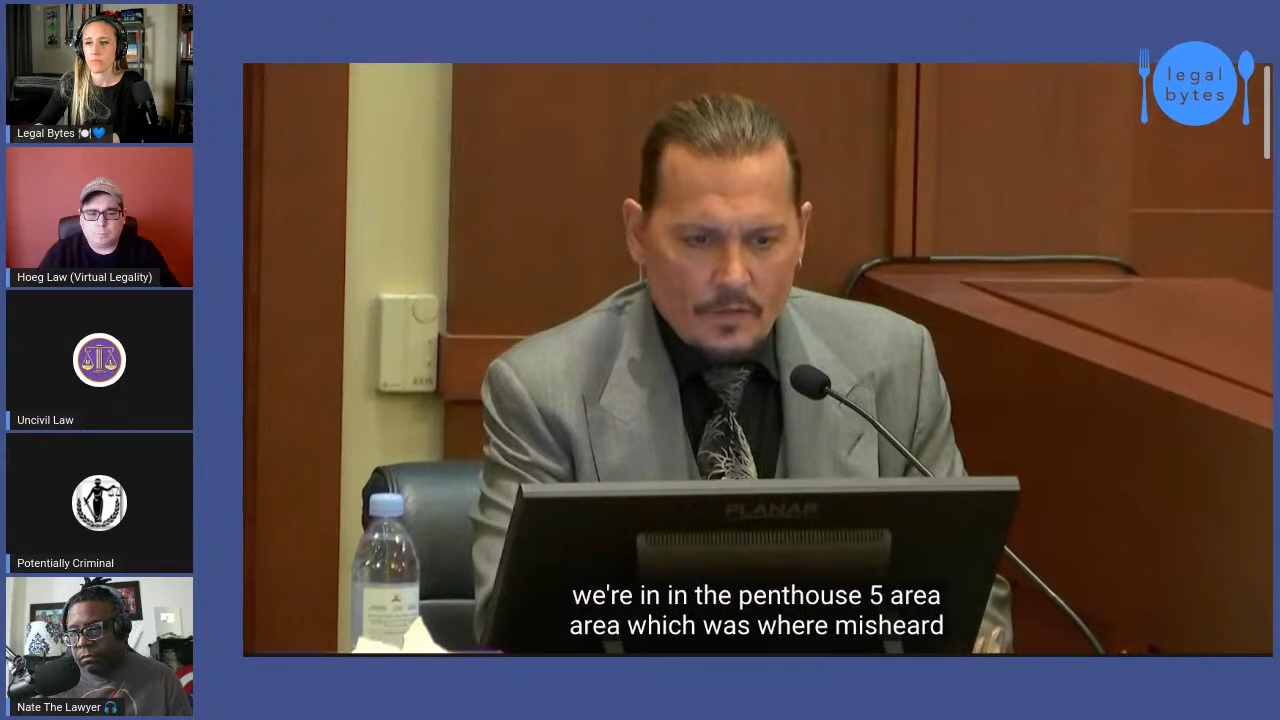 Legal Bytes 🍽️💙
Hoeg Law (Virtual Legality)
Uncivil Law
Potentially Criminal
Nate The Lawyer 🎧
legal
bytes
PLANAR
we're in in the penthouse 5 area
area which was where misheard